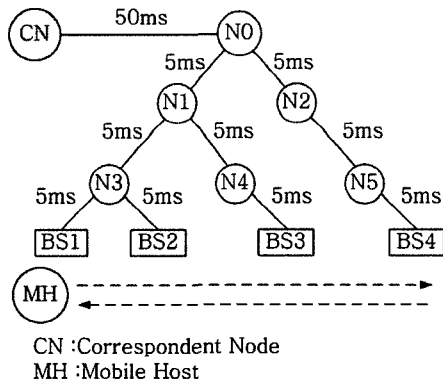 50ms
CN N0
5ms 5ms
N1 N2
5ms 5ms 5ms
N3 N4 N5
5ms 5ms 5ms 5ms
BS1 BS2 BS3 BS4
MH
CN :Correspondent Node
MH :Mobile Host